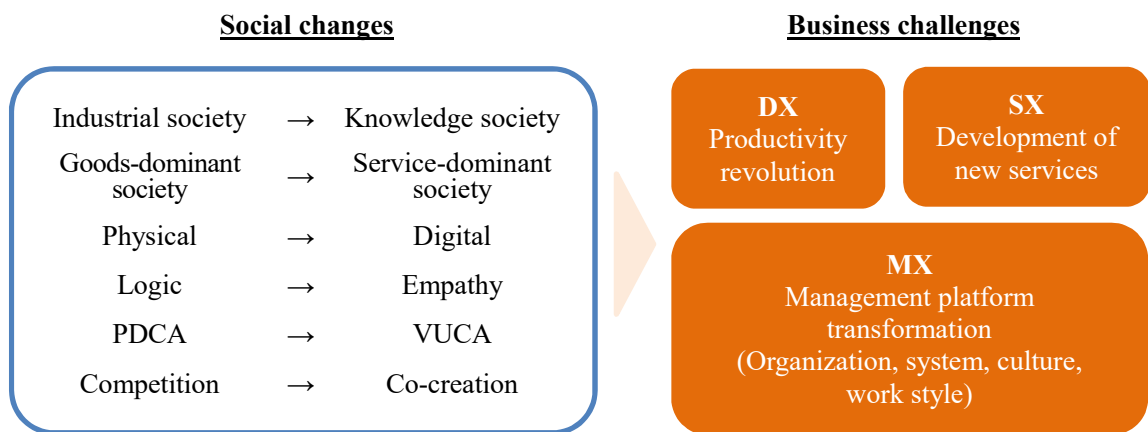 Social changes
Industrial society → Knowledge society
Goods-dominant society → Service-dominant society
Physical → Digital
Logic → Empathy
PDCA → VUCA
Competition → Co-creation
Business challenges
DX
Productivity
revolution
SX
Development of
new services
MX
Management platform
transformation
(Organization, system, culture,
work style)